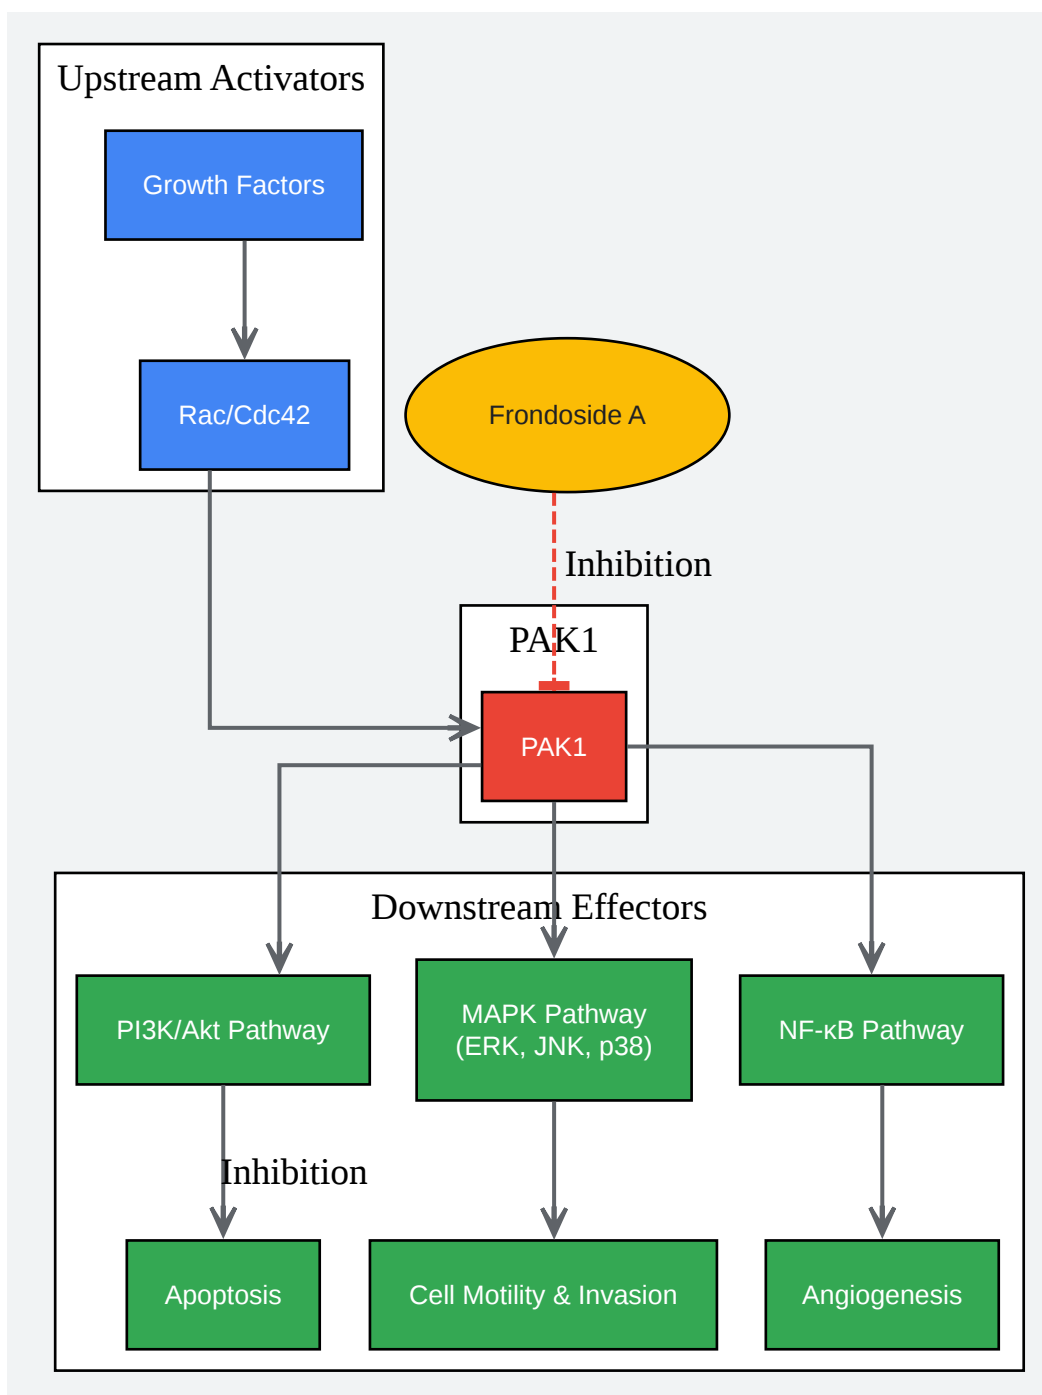 Upstream Activators
Growth Factors
Rac/Cdc42
Frondoside A
Inhibition
PAK1
PAK1
Downstream Effectors
PI3K/Akt Pathway
MAPK Pathway
(ERK, JNK, p38)
NF-κB Pathway
Inhibition
Apoptosis
Cell Motility & Invasion
Angiogenesis